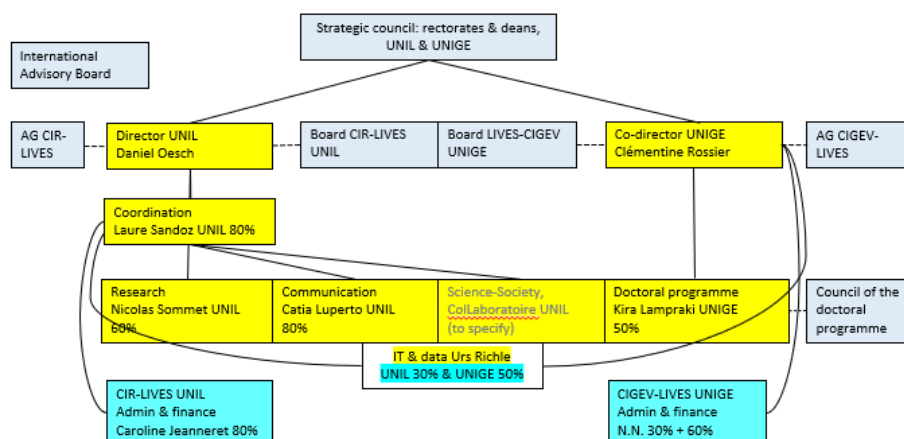 Strategic council: rectorates & deans,
UNIL & UNIGE
International
Advisory Board
AG CIR-
LIVES
Director UNIL
Daniel Oesch
Board CIR-LIVES
UNIL
Board LIVES-CIGEV
UNIGE
Co-director UNIGE
Clémentine Rossier
AG CIGEV-
LIVES
Coordination
Laure Sandoz UNIL 80%
Research
Nicolas Sommet UNIL
60%
Communication
Catia Luperto UNIL
80%
Science-Society,
ColLaboratoire UNIL
(to specify)
Doctoral programme
Kira Lampraki UNIGE
50%
Council of the
doctoral
programme
IT & data Urs Richle
UNIL 30% & UNIGE 50%
CIR-LIVES UNIL
Admin & finance
Caroline Jeanneret 80%
CIGEV-LIVES UNIGE
Admin & finance
N.N. 30% + 60%